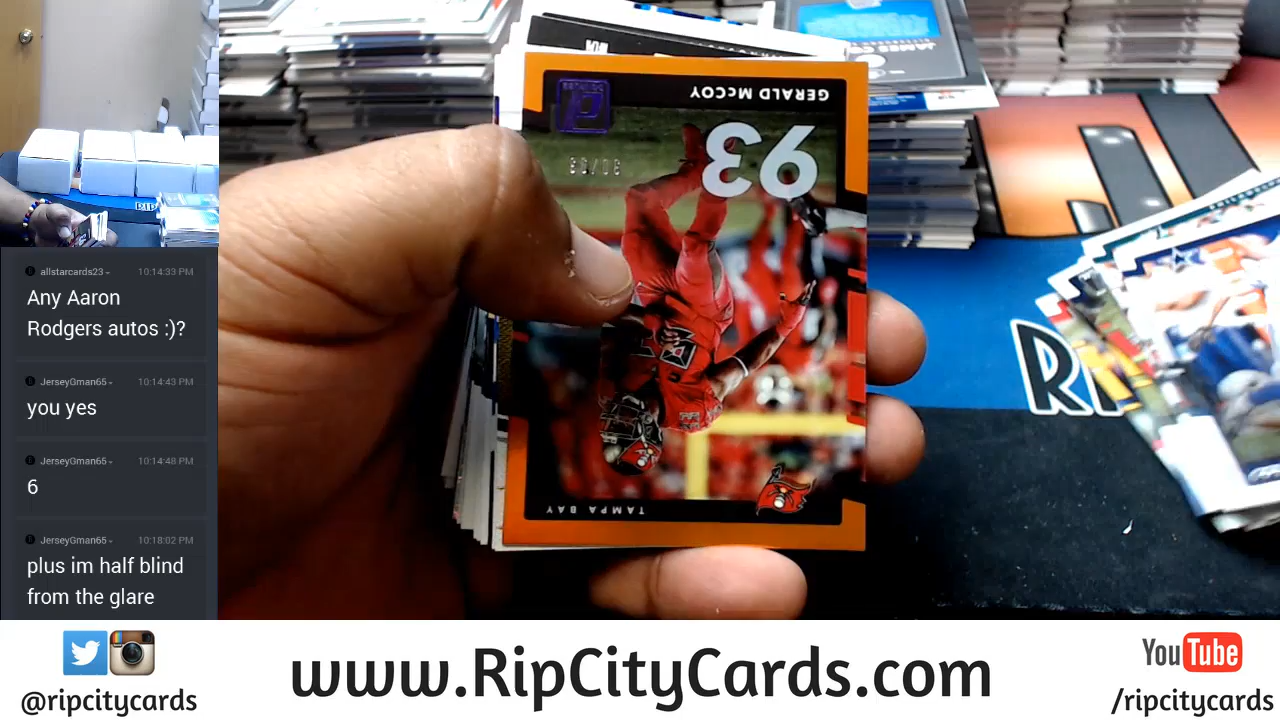 allstarcards23
10:14:33 PM
Any Aaron
Rodgers autos :)?
JerseyGman65
10:14:43 PM
you yes
JerseyGman65
10:14:48 PM
6
JerseyGman65
10:18:02 PM
plus im half blind
from the glare
GERALD McCOY
93
TAMPA BAY
RIP
@ripcitycards
www.RipCityCards.com
YouTube
/ripcitycards